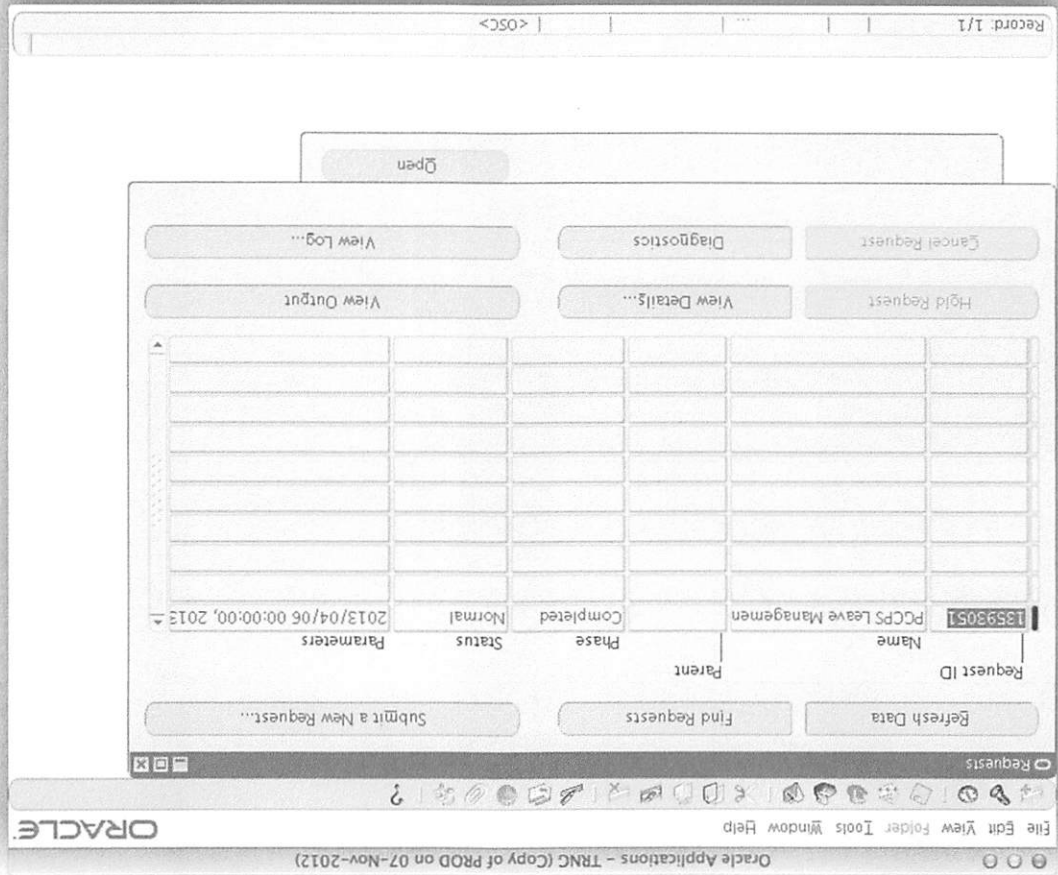 Oracle Applications - TRNG (Copy of PROD on 07-Nov-2012)
File Edit View Folder Tools Window Help
ORACLE
Requests
Refresh Data
Find Requests
Submit a New Request...
Request ID
Parent
Name
Phase
Status
Parameters
13593051
PGCPS Leave Managemen
Completed
Normal
2013/04/06 00:00:00, 2013
Hold Request
View Details...
View Output
Cancel Request
Diagnostics
View Log...
Open
Record: 1/1
...
<OSC>